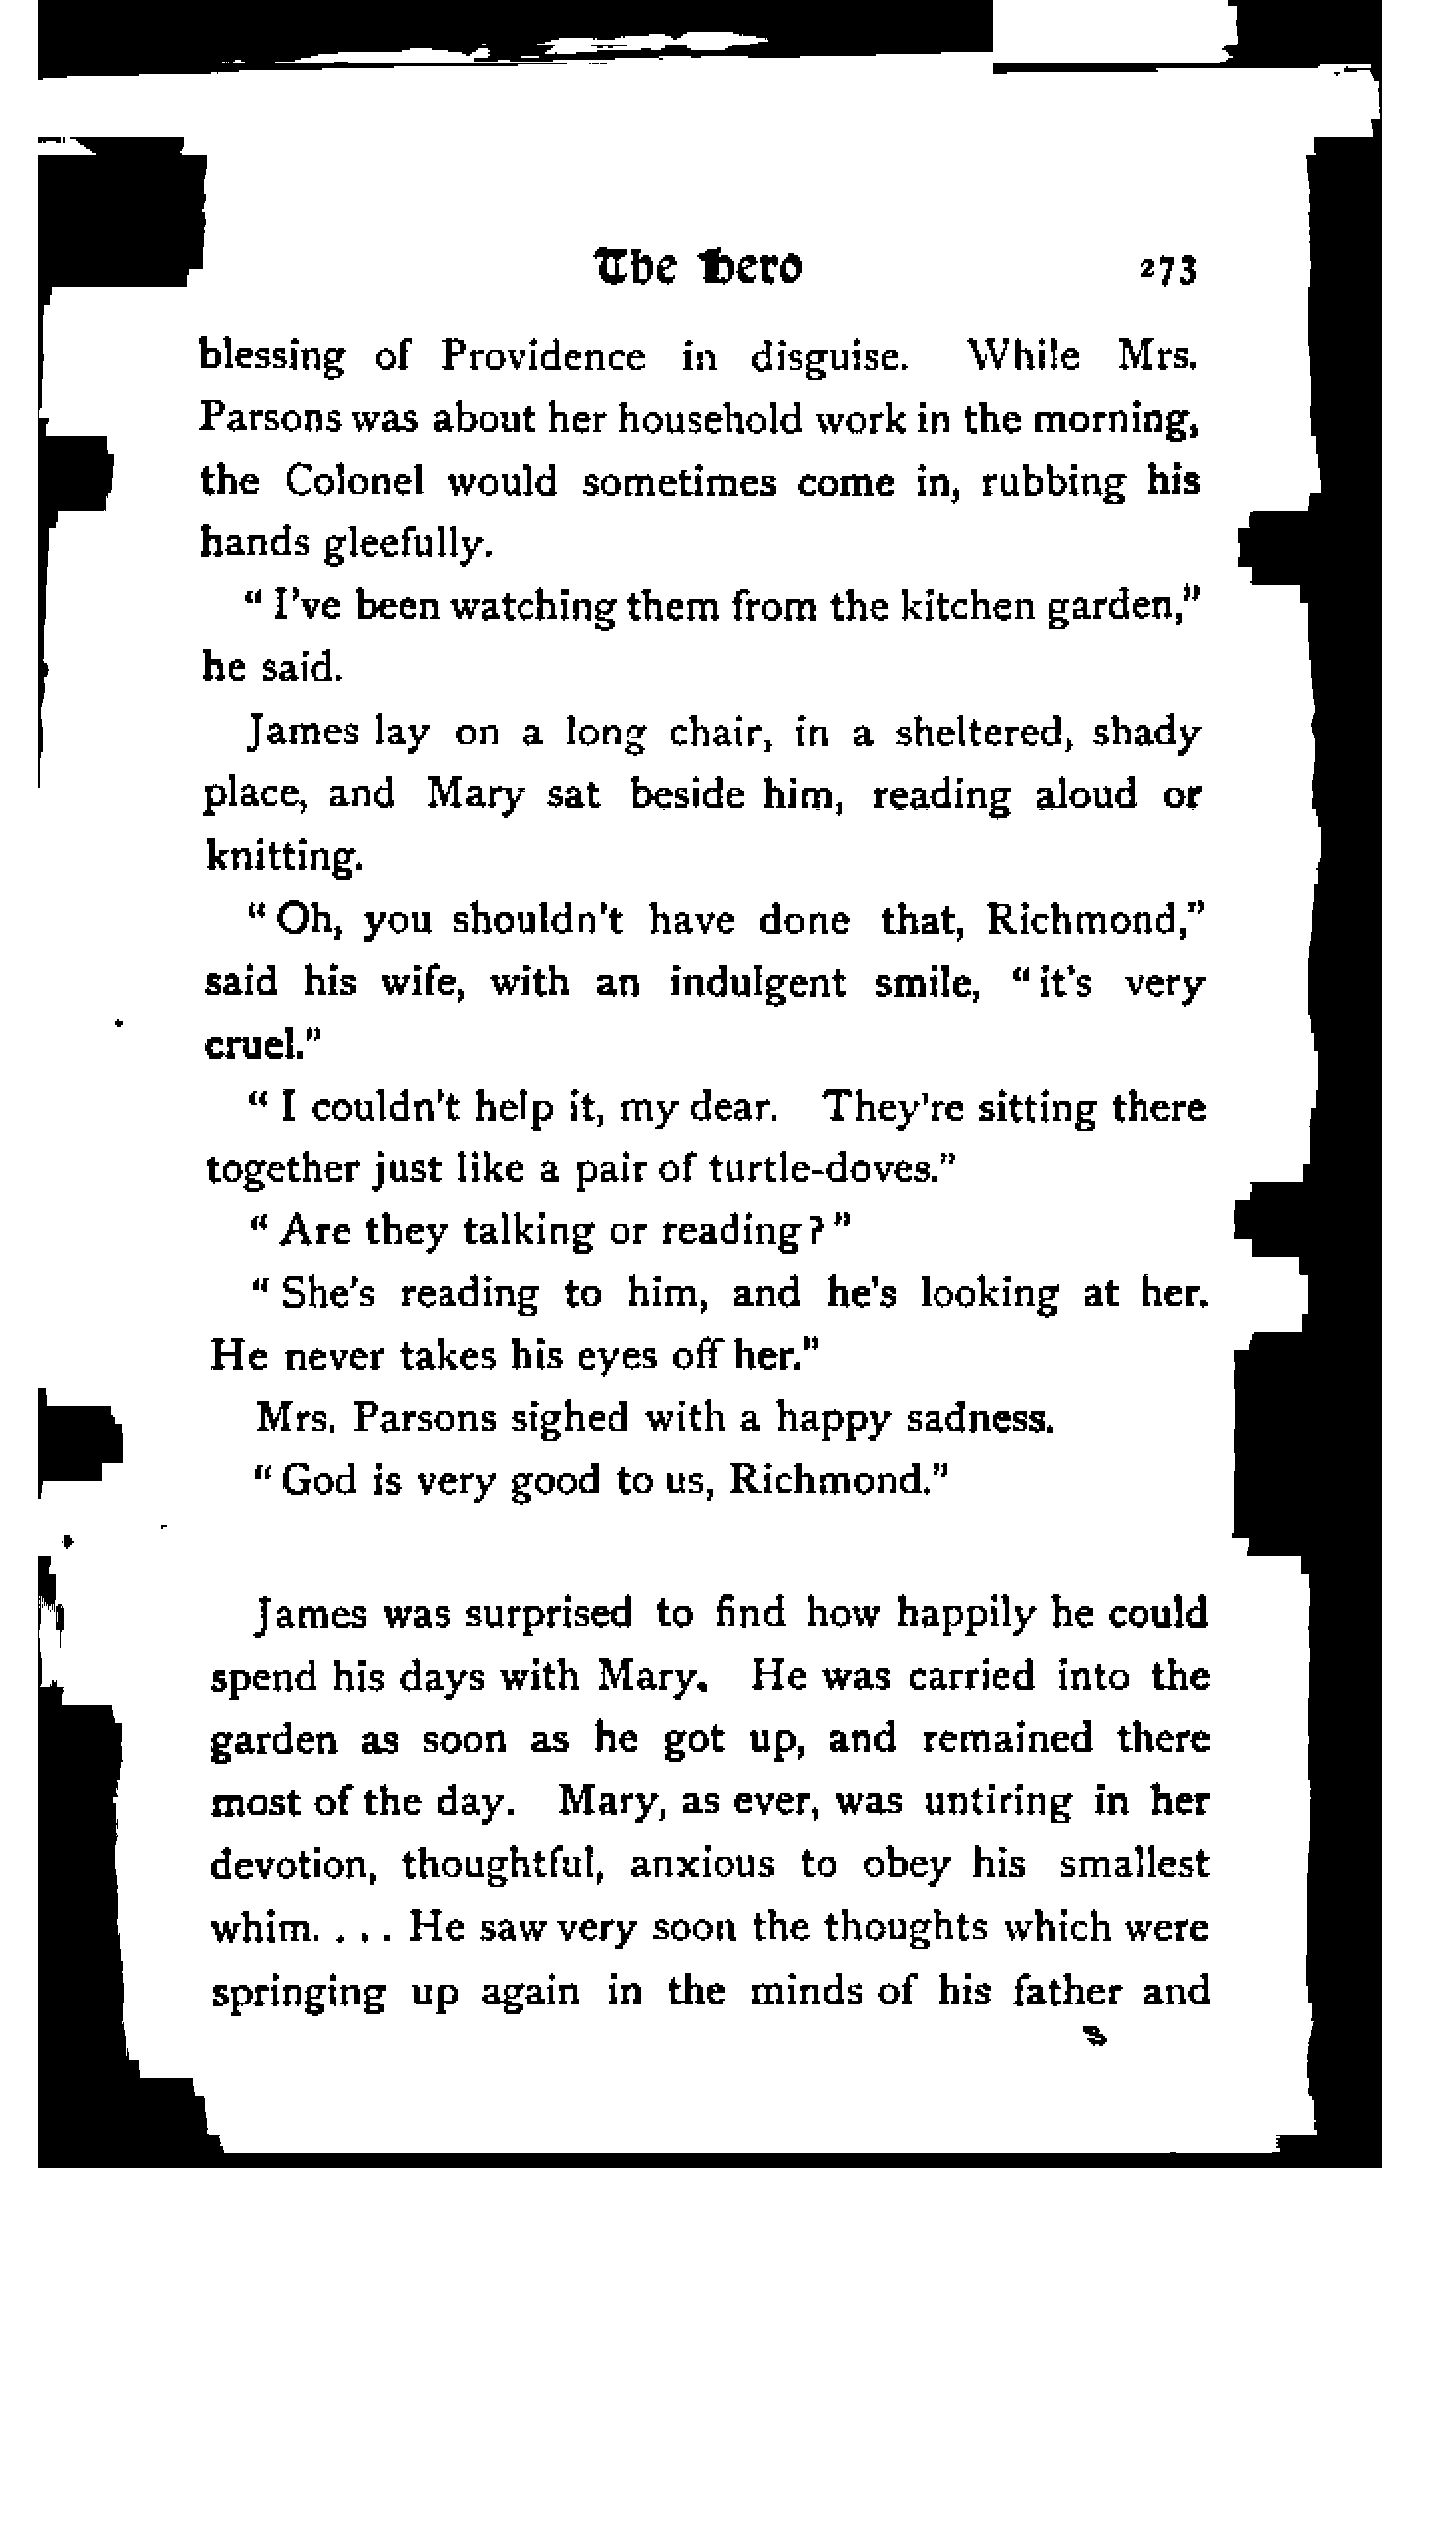 The Hero 273
blessing of Providence in disguise. While Mrs.
Parsons was about her household work in the morning,
the Colonel would sometimes come in, rubbing his
hands gleefully.
“I've been watching them from the kitchen garden,”
he said.
James lay on a long chair, in a sheltered, shady
place, and Mary sat beside him, reading aloud or
knitting.
“Oh, you shouldn't have done that, Richmond,”
said his wife, with an indulgent smile, “it's very
cruel.”
“I couldn't help it, my dear. They're sitting there
together just like a pair of turtle-doves.”
“Are they talking or reading?”
“She's reading to him, and he's looking at her.
He never takes his eyes off her.”
Mrs. Parsons sighed with a happy sadness.
“God is very good to us, Richmond.”
James was surprised to find how happily he could
spend his days with Mary. He was carried into the
garden as soon as he got up, and remained there
most of the day. Mary, as ever, was untiring in her
devotion, thoughtful, anxious to obey his smallest
whim. . . . He saw very soon the thoughts which were
springing up again in the minds of his father and
S